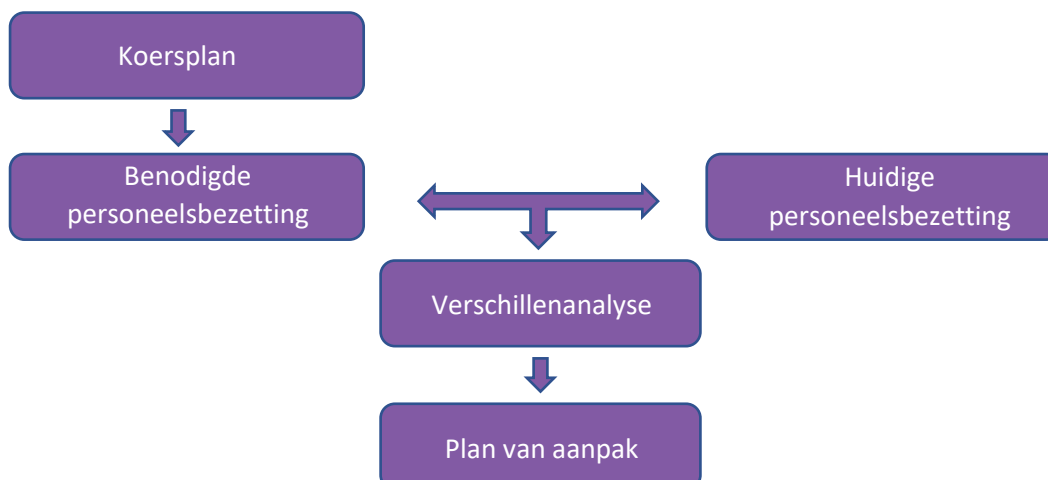 Koersplan
Benodigde
personeelsbezetting
Huidige
personeelsbezetting
Verschillenanalyse
Plan van aanpak